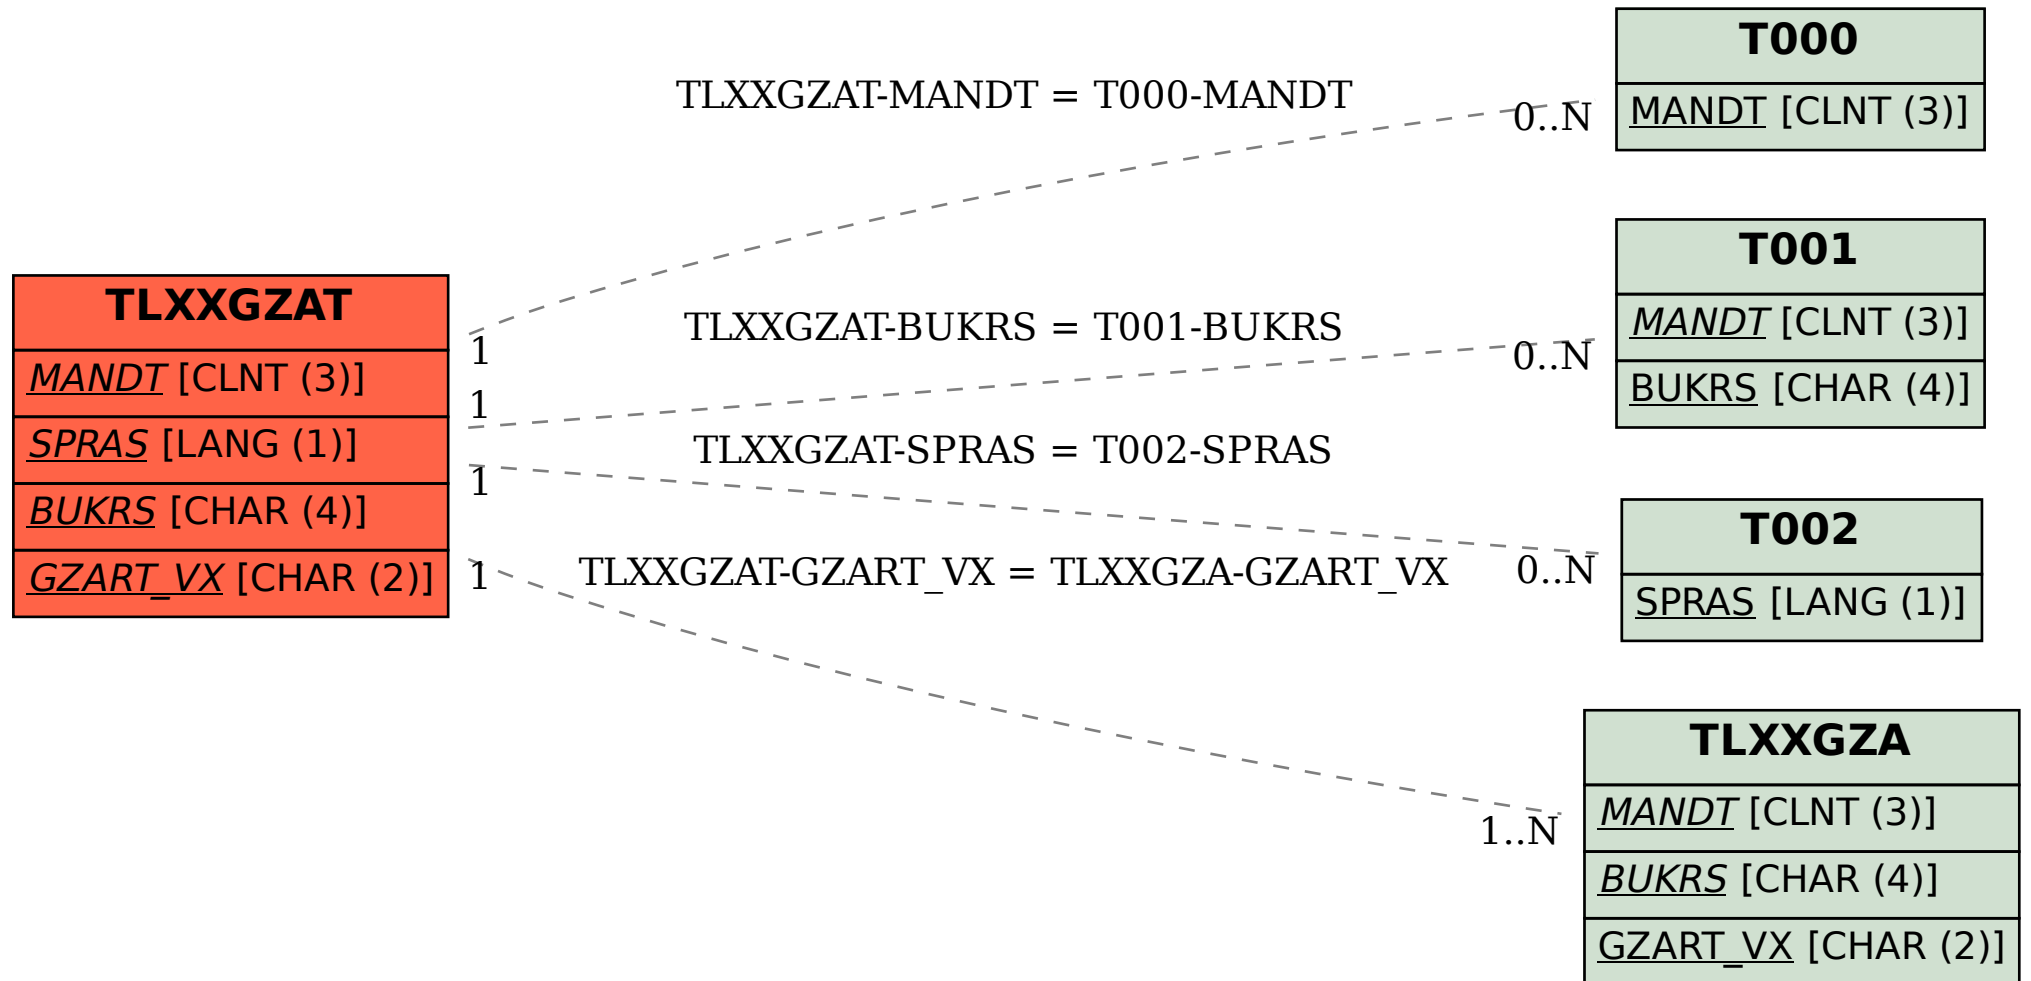 TLXXGZAT
MANDT [CLNT (3)]
SPRAS [LANG (1)]
BUKRS [CHAR (4)]
GZART_VX [CHAR (2)]
TLXXGZAT-MANDT = T000-MANDT
1
0..N
TLXXGZAT-BUKRS = T001-BUKRS
1
0..N
TLXXGZAT-SPRAS = T002-SPRAS
1
0..N
TLXXGZAT-GZART_VX = TLXXGZA-GZART_VX
1
1..N
T000
MANDT [CLNT (3)]
T001
MANDT [CLNT (3)]
BUKRS [CHAR (4)]
T002
SPRAS [LANG (1)]
TLXXGZA
MANDT [CLNT (3)]
BUKRS [CHAR (4)]
GZART_VX [CHAR (2)]